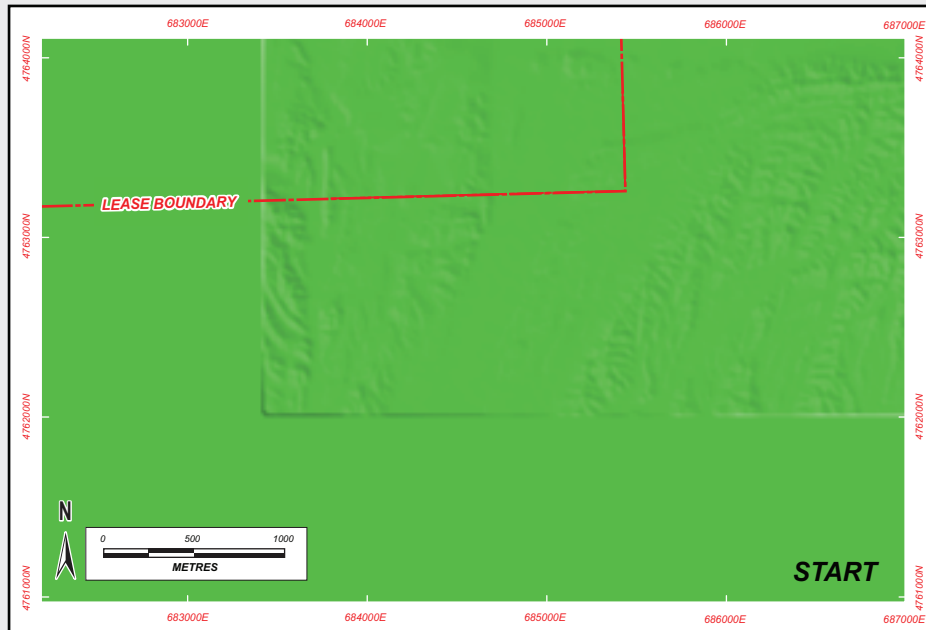 683000E 684000E 685000E 686000E 687000E
4764000N 4764000N
LEASE BOUNDARY
4763000N 4763000N
4762000N 4762000N
N
0 500 1000
METRES
START
4761000N 4761000N
683000E 684000E 685000E 686000E 687000E